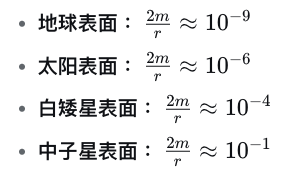 • 地球表面： $\frac{2m}{r} \approx 10^{-9}$
• 太阳表面： $\frac{2m}{r} \approx 10^{-6}$
• 白矮星表面： $\frac{2m}{r} \approx 10^{-4}$
• 中子星表面： $\frac{2m}{r} \approx 10^{-1}$